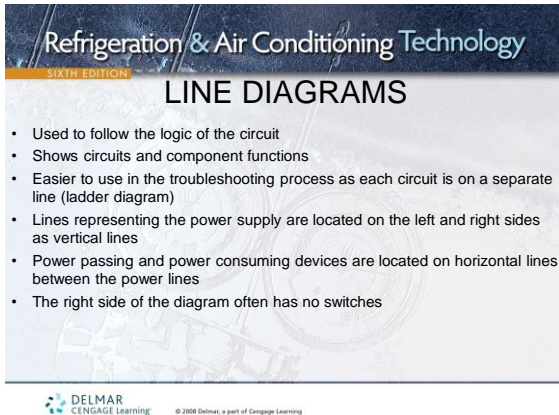 Refrigeration & Air Conditioning Technology
SIXTH EDITION
LINE DIAGRAMS
• Used to follow the logic of the circuit
• Shows circuits and component functions
• Easier to use in the troubleshooting process as each circuit is on a separate
line (ladder diagram)
• Lines representing the power supply are located on the left and right sides
as vertical lines
• Power passing and power consuming devices are located on horizontal lines
between the power lines
• The right side of the diagram often has no switches
DELMAR
CENGAGE Learning
© 2008 Delmar, a part of Cengage Learning